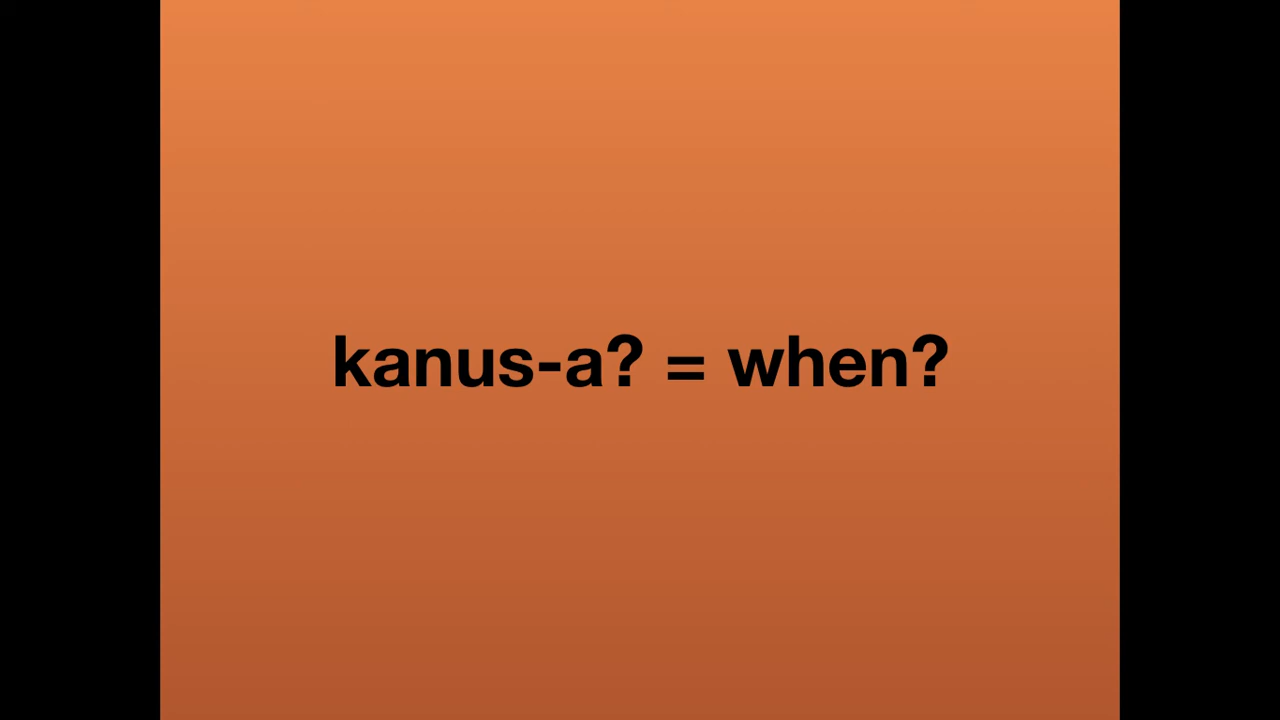 kanus-a? = when?